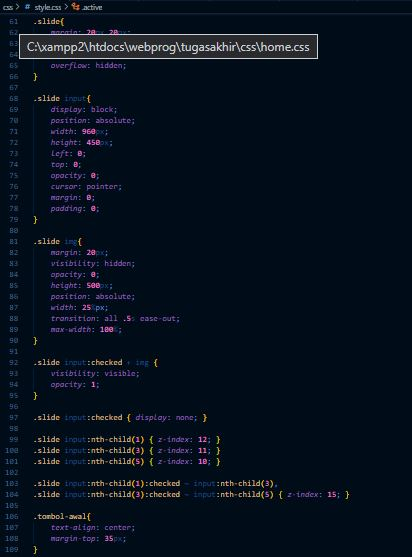 css > style.css > .active
61 .slide{
62 margin: 20px 20px;
C:\xampp2\htdocs\webprog\tugasakhir\css\home.css
65 overflow: hidden;
66 }
67
68 .slide input{
69 display: block;
70 position: absolute;
71 width: 960px;
72 height: 450px;
73 left: 0;
74 top: 0;
75 opacity: 0;
76 cursor: pointer;
77 margin: 0;
78 padding: 0;
79 }
80
81 .slide img{
82 margin: 20px;
83 visibility: hidden;
84 opacity: 0;
85 height: 500px;
86 position: absolute;
87 width: 25%px;
88 transition: all .5s ease-out;
89 max-width: 100%;
90 }
91
92 .slide input:checked + img {
93 visibility: visible;
94 opacity: 1;
95 }
96
97 .slide input:checked { display: none; }
98
99 .slide input:nth-child(1) { z-index: 12; }
100 .slide input:nth-child(3) { z-index: 11; }
101 .slide input:nth-child(5) { z-index: 10; }
102
103 .slide input:nth-child(1):checked ~ input:nth-child(3),
104 .slide input:nth-child(3):checked ~ input:nth-child(5) { z-index: 15; }
105
106 .tombol-awal{
107 text-align: center;
108 margin-top: 35px;
109 }